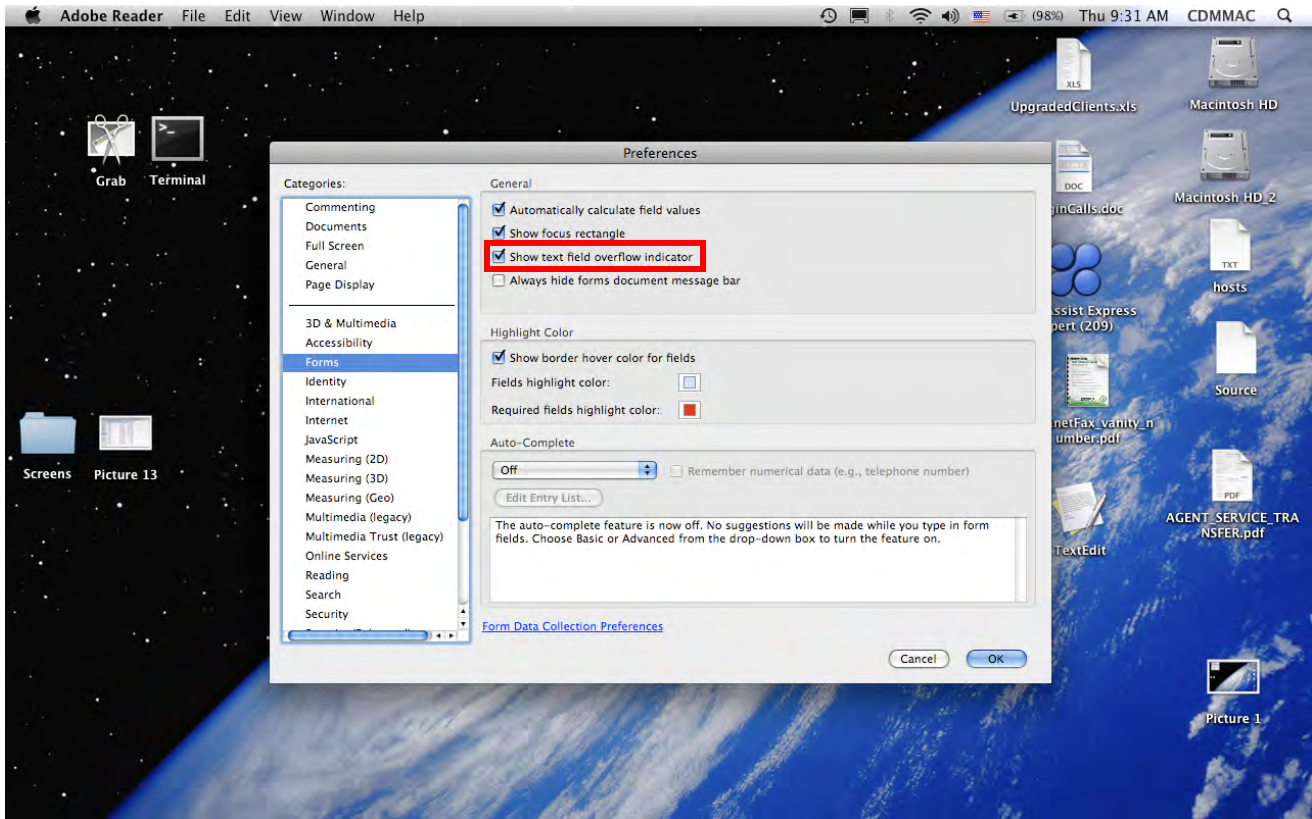 Adobe Reader File Edit View Window Help
(98%) Thu 9:31 AM CDMMAC
XLS
UpgradedClients.xls
Macintosh HD
Grab
Terminal
DOC
ginCalls.doc
Macintosh HD_2
TXT
hosts
ssist Express
pert (209)
Source
netFax_vanity_n
umber.pdf
Screens
Picture 13
PDF
AGENT_SERVICE_TRA
NSFER.pdf
TextEdit
Picture 1
Preferences
Categories:
Commenting
Documents
Full Screen
General
Page Display
3D & Multimedia
Accessibility
Forms
Identity
International
Internet
JavaScript
Measuring (2D)
Measuring (3D)
Measuring (Geo)
Multimedia (legacy)
Multimedia Trust (legacy)
Online Services
Reading
Search
Security
General
Automatically calculate field values
Show focus rectangle
Show text field overflow indicator
Always hide forms document message bar
Highlight Color
Show border hover color for fields
Fields highlight color:
Required fields highlight color:
Auto-Complete
Off
Remember numerical data (e.g., telephone number)
Edit Entry List...
The auto-complete feature is now off. No suggestions will be made while you type in form
fields. Choose Basic or Advanced from the drop-down box to turn the feature on.
Form Data Collection Preferences
Cancel
OK